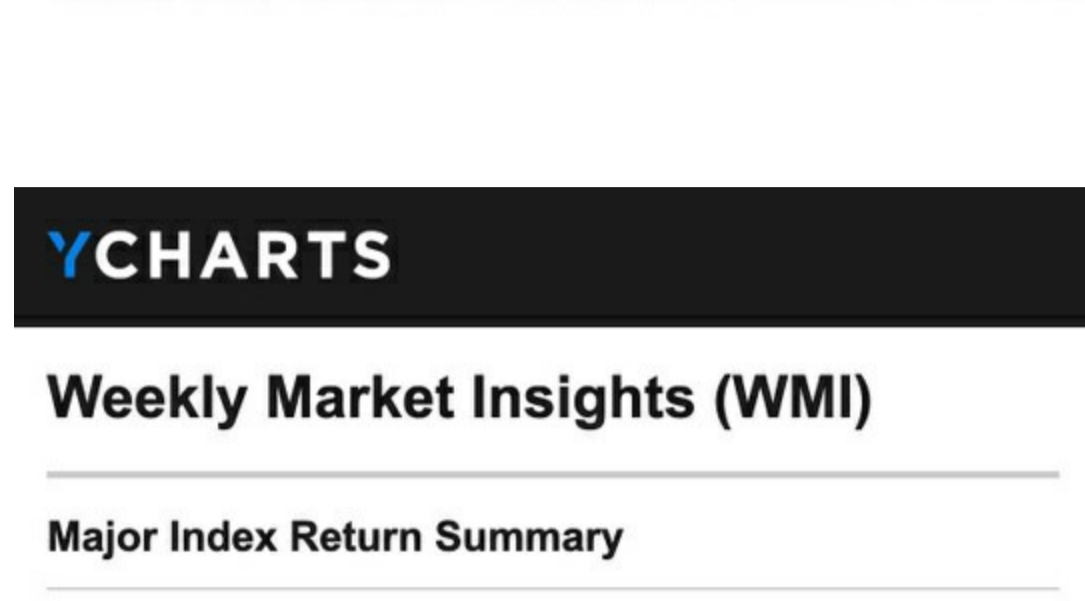 YCHARTS
Weekly Market Insights (WMI)
Major Index Return Summary